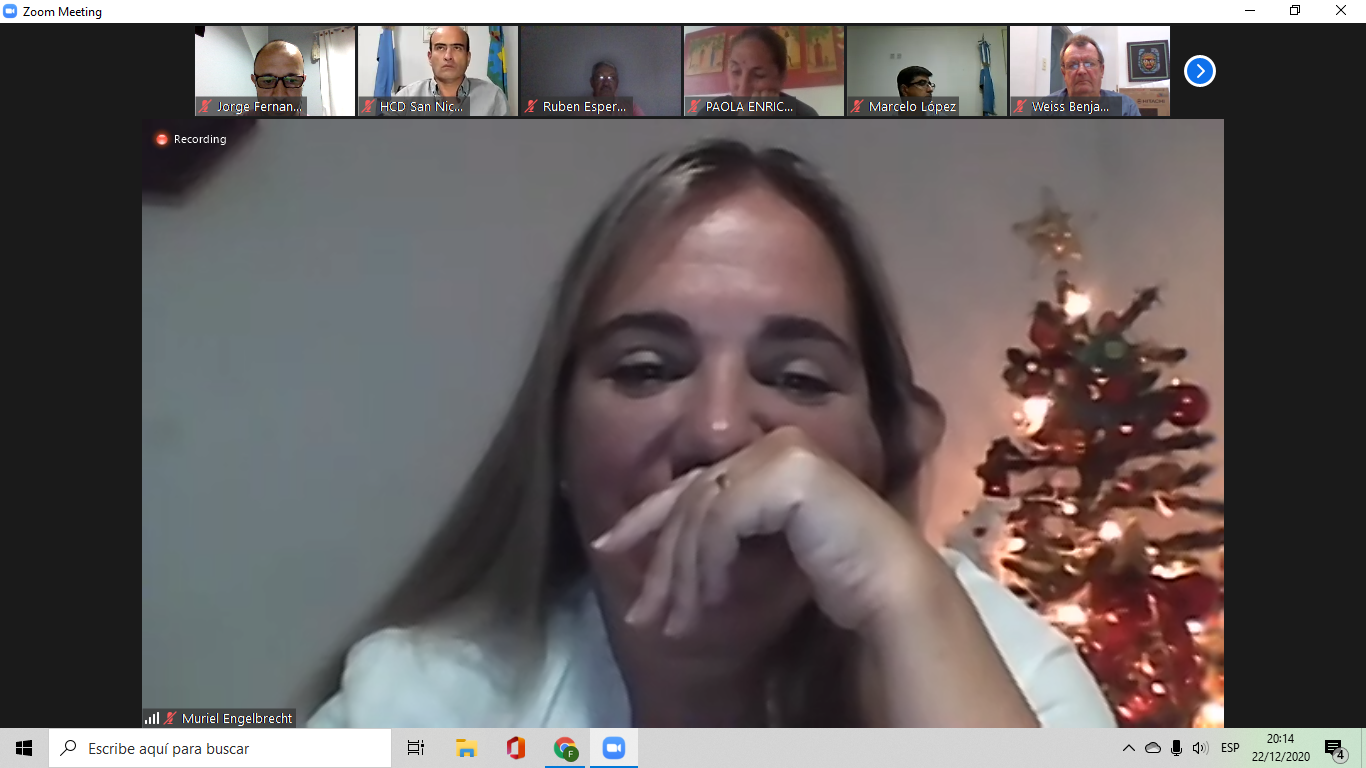 Zoom Meeting
Jorge Fernan...
HCD San Nic...
Ruben Esper...
PAOLA ENRIC...
Marcelo López
Weiss Benja...
Recording
Muriel Engelbrecht
Escribe aquí para buscar
F
ESP
20:14
22/12/2020
4